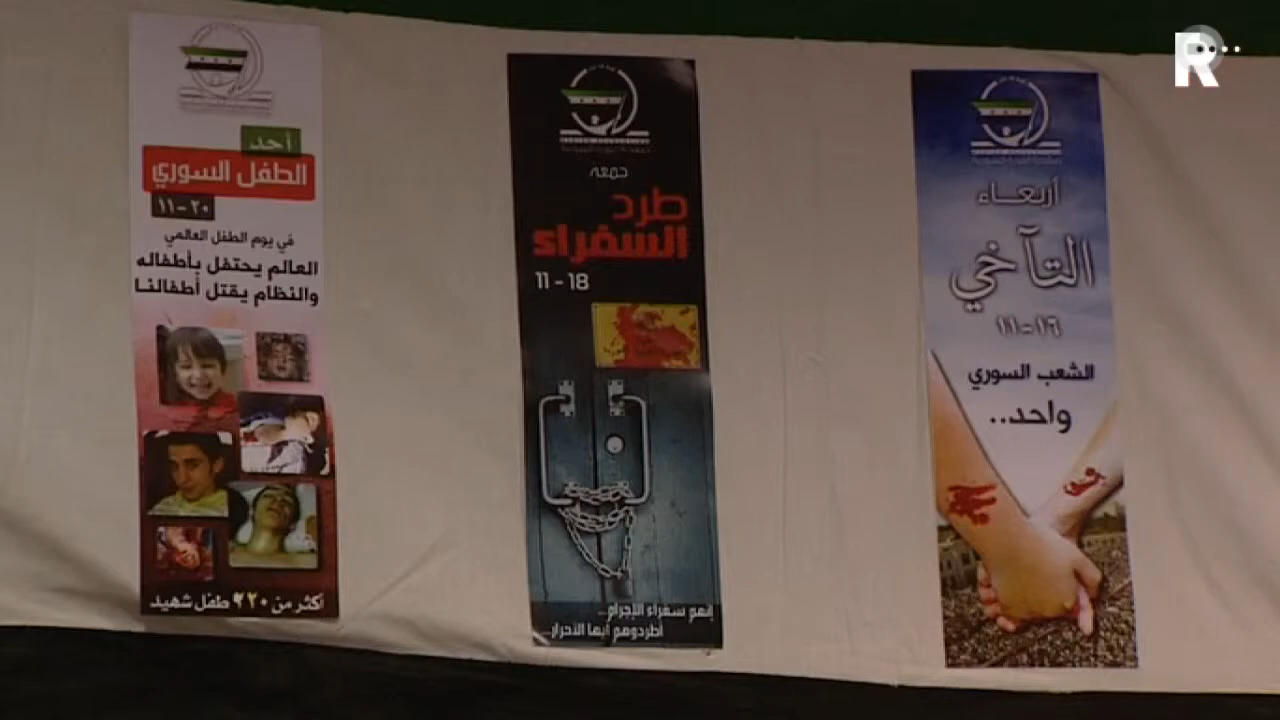 أحد
الطفل السوري
٢٠-١١
في يوم الطفل العالمي
العالم يحتفل بأطفاله
والنظام يقتل أطفالنا
أكثر من ٢٢٠ طفل شهيد
جمعة
طرد
السفراء
11 - 18
إنهم سفراء الإجرام...
أطردوهم أيها الأحرار...
أربعاء
التآخي
١٦-١١
الشعب السوري
واحد..
R